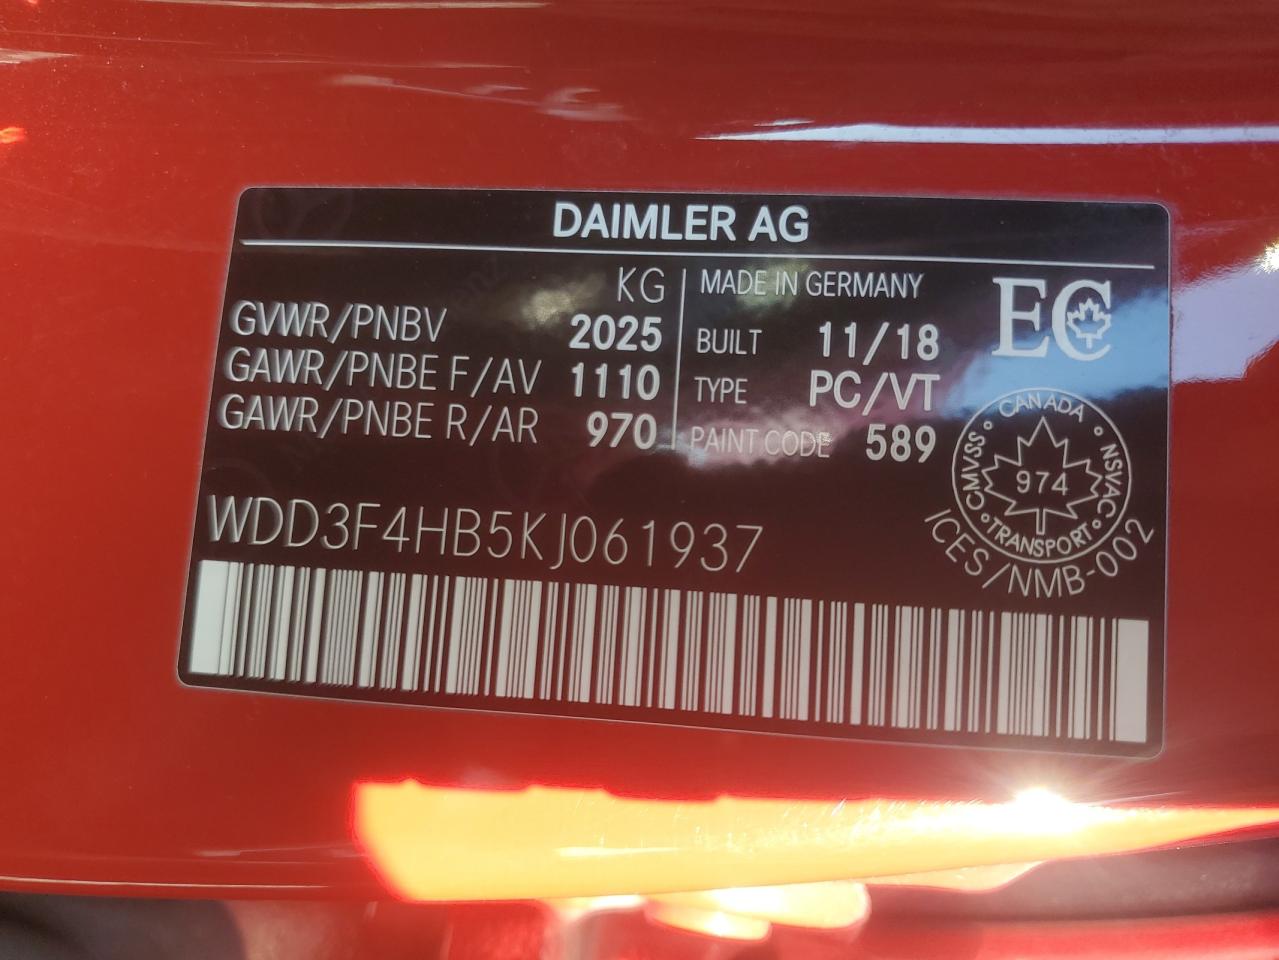 DAIMLER AG
KG
GVWR/PNBV 2025
GAWR/PNBE F/AV 1110
GAWR/PNBE R/AR 970
MADE IN GERMANY
BUILT 11/18
TYPE PC/VT
PAINT CODE 589
EC
CANADA
CMVSS
NSVAC
974
TRANSPORT
ICES/NMB-002
WDD3F4HB5KJ061937